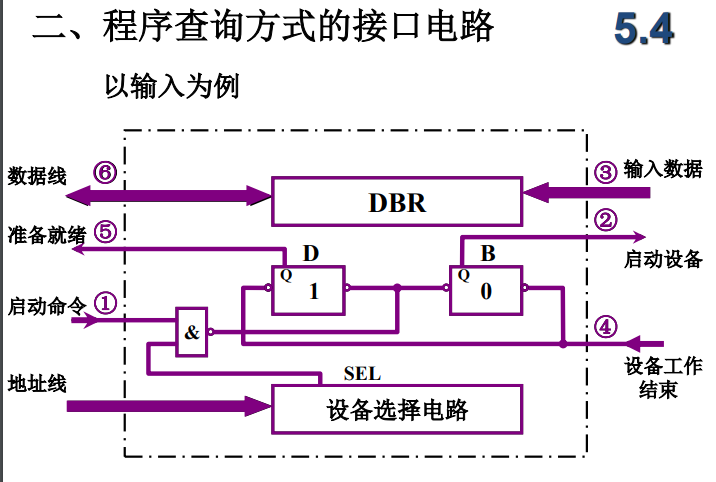 二、程序查询方式的接口电路
5.4
以输入为例
数据线
⑥
DBR
③
输入数据
②
准备就绪
⑤
D
B
启动设备
Q
1
Q
0
启动命令
①
&
④
设备工作
结束
SEL
地址线
设备选择电路